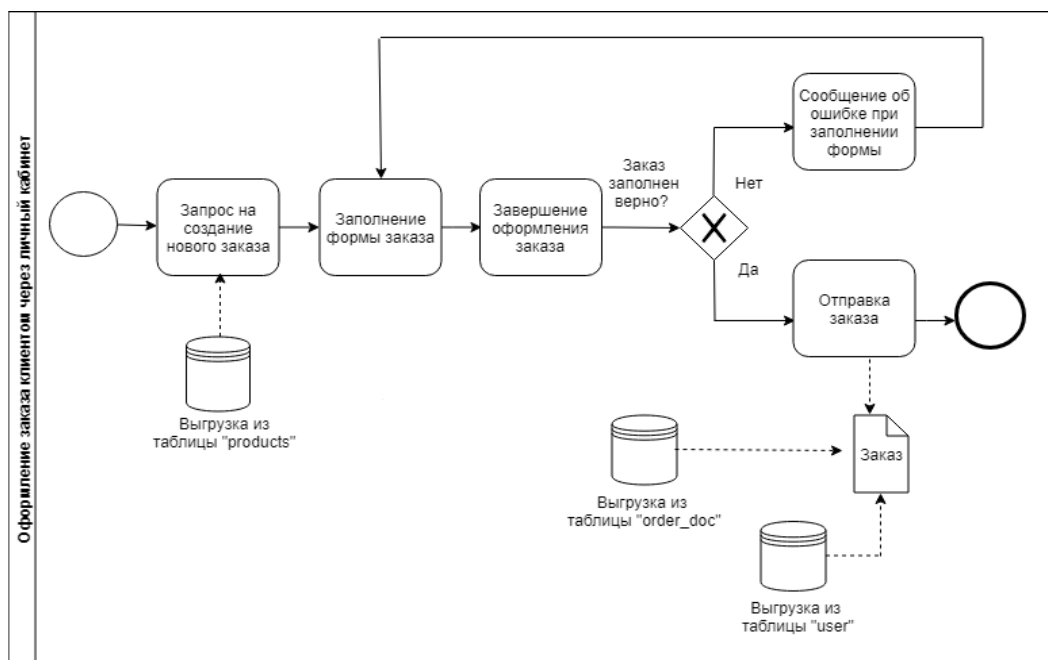 Оформление заказа клиентом через личный кабинет
Запрос на
создание
нового заказа
Заполнение
формы заказа
Завершение
оформления
заказа
Заказ
заполнен
верно?
Нет
Сообщение об
ошибке при
заполнении
формы
Да
Отправка
заказа
Выгрузка из
таблицы "products"
Заказ
Выгрузка из
таблицы "order_doc"
Выгрузка из
таблицы "user"